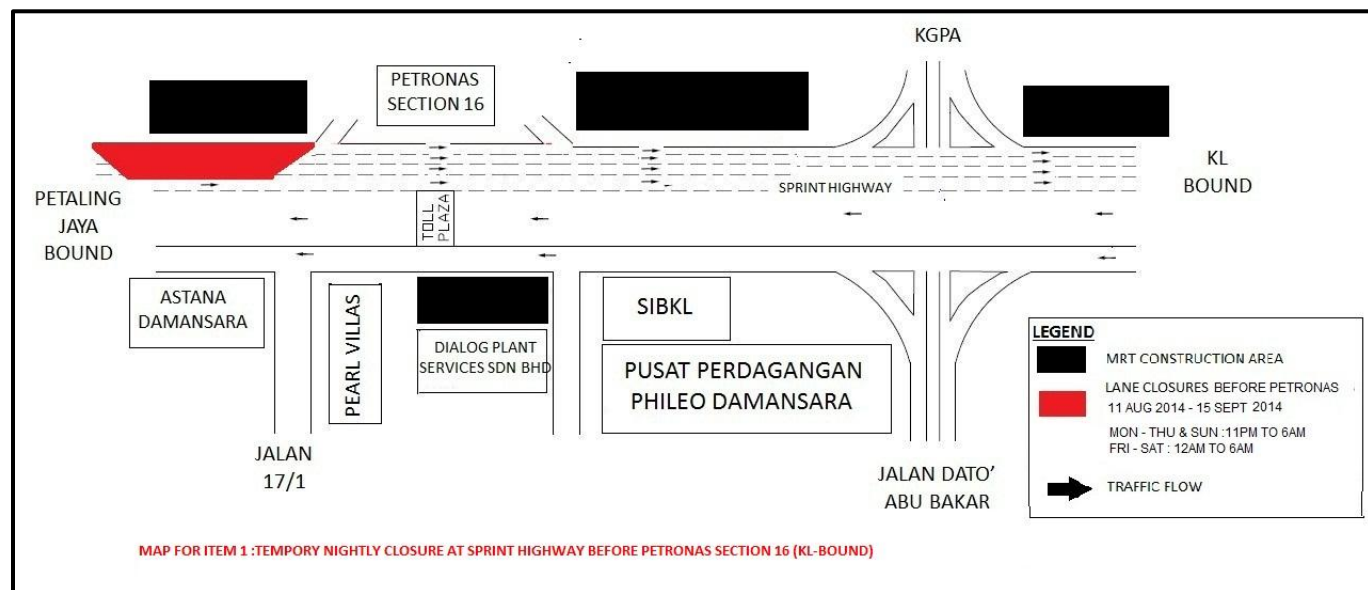 KGPA
PETRONAS
SECTION 16
KL
BOUND
SPRINT HIGHWAY
PETALING
JAYA
BOUND
TOLL
PLAZA
ASTANA
DAMANSARA
PEARL VILLAS
DIALOG PLANT
SERVICES SDN BHD
SIBKL
PUSAT PERDAGANGAN
PHILEO DAMANSARA
JALAN
17/1
JALAN DATO'
ABU BAKAR
LEGEND
MRT CONSTRUCTION AREA
LANE CLOSURES BEFORE PETRONAS
11 AUG 2014 - 15 SEPT 2014
MON - THU & SUN :11PM TO 6AM
FRI - SAT : 12AM TO 6AM
TRAFFIC FLOW
MAP FOR ITEM 1 :TEMPORY NIGHTLY CLOSURE AT SPRINT HIGHWAY BEFORE PETRONAS SECTION 16 (KL-BOUND)